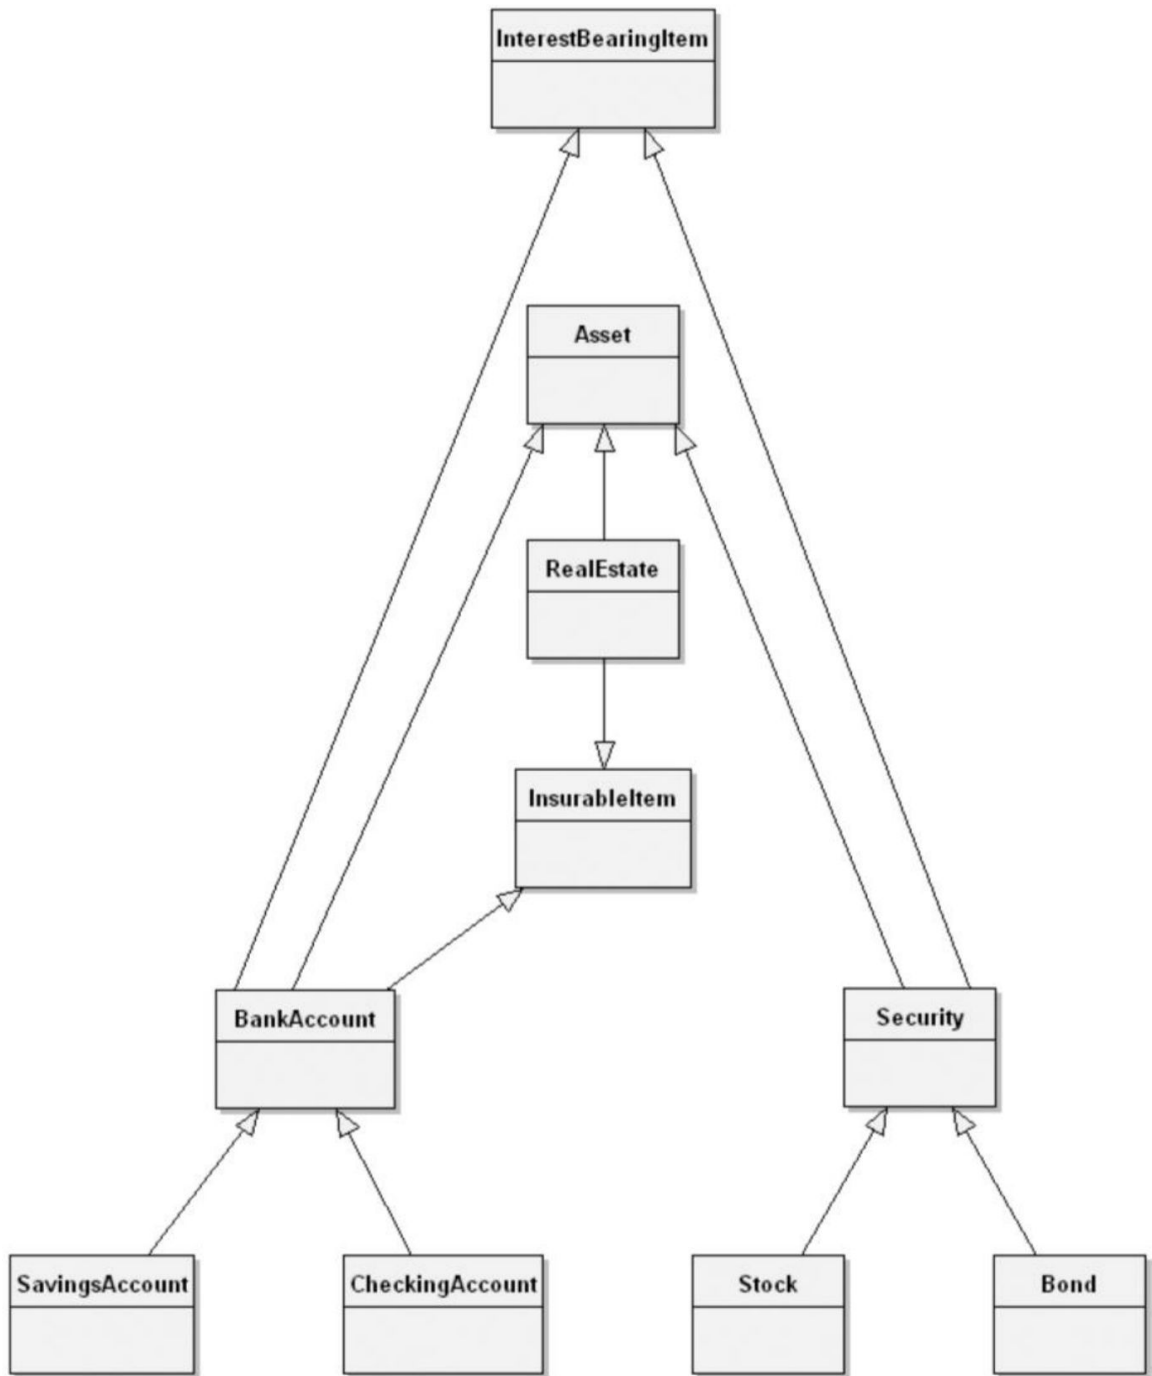 InterestBearingItem
Asset
RealEstate
InsurableItem
BankAccount
Security
SavingsAccount
CheckingAccount
Stock
Bond